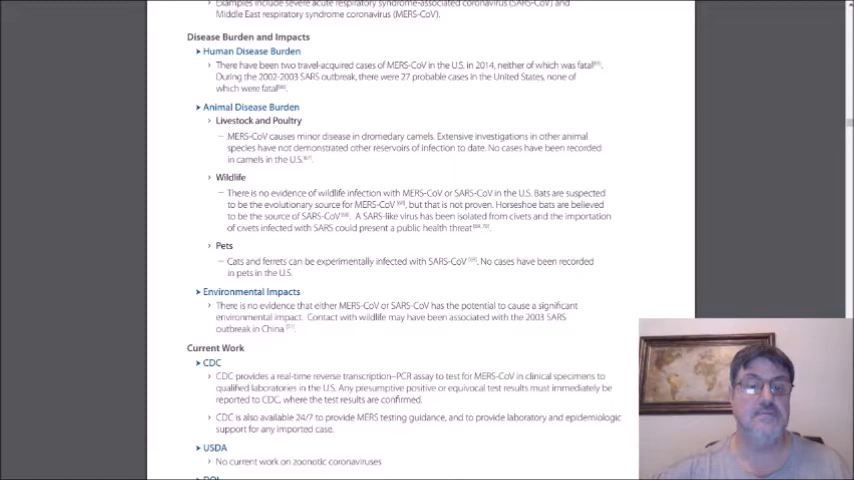 Examples include severe acute respiratory syndrome-associated coronavirus (SARS-CoV) and
Middle East respiratory syndrome coronavirus (MERS-CoV).
Disease Burden and Impacts
➤ Human Disease Burden
› There have been two travel-acquired cases of MERS-CoV in the U.S. in 2014, neither of which was fatal
During the 2002-2003 SARS outbreak, there were 27 probable cases in the United States, none of
which were fatal
➤ Animal Disease Burden
› Livestock and Poultry
– MERS-CoV causes minor disease in dromedary camels. Extensive investigations in other animal
species have not demonstrated other reservoirs of infection to date. No cases have been recorded
in camels in the U.S.
› Wildlife
– There is no evidence of wildlife infection with MERS-CoV or SARS-CoV in the U.S. Bats are suspected
to be the evolutionary source for MERS-CoV, but that is not proven. Horseshoe bats are believed
to be the source of SARS-CoV. A SARS-like virus has been isolated from civets and the importation
of civets infected with SARS could present a public health threat
› Pets
– Cats and ferrets can be experimentally infected with SARS-CoV. No cases have been recorded
in pets in the U.S.
➤ Environmental Impacts
› There is no evidence that either MERS-CoV or SARS-CoV has the potential to cause a significant
environmental impact. Contact with wildlife may have been associated with the 2003 SARS
outbreak in China
Current Work
➤ CDC
› CDC provides a real-time reverse transcription–PCR assay to test for MERS-CoV in clinical specimens to
qualified laboratories in the U.S. Any presumptive positive or equivocal test results must immediately be
reported to CDC, where the test results are confirmed.
› CDC is also available 24/7 to provide MERS testing guidance, and to provide laboratory and epidemiologic
support for any imported case.
➤ USDA
› No current work on zoonotic coronaviruses
➤ DOI